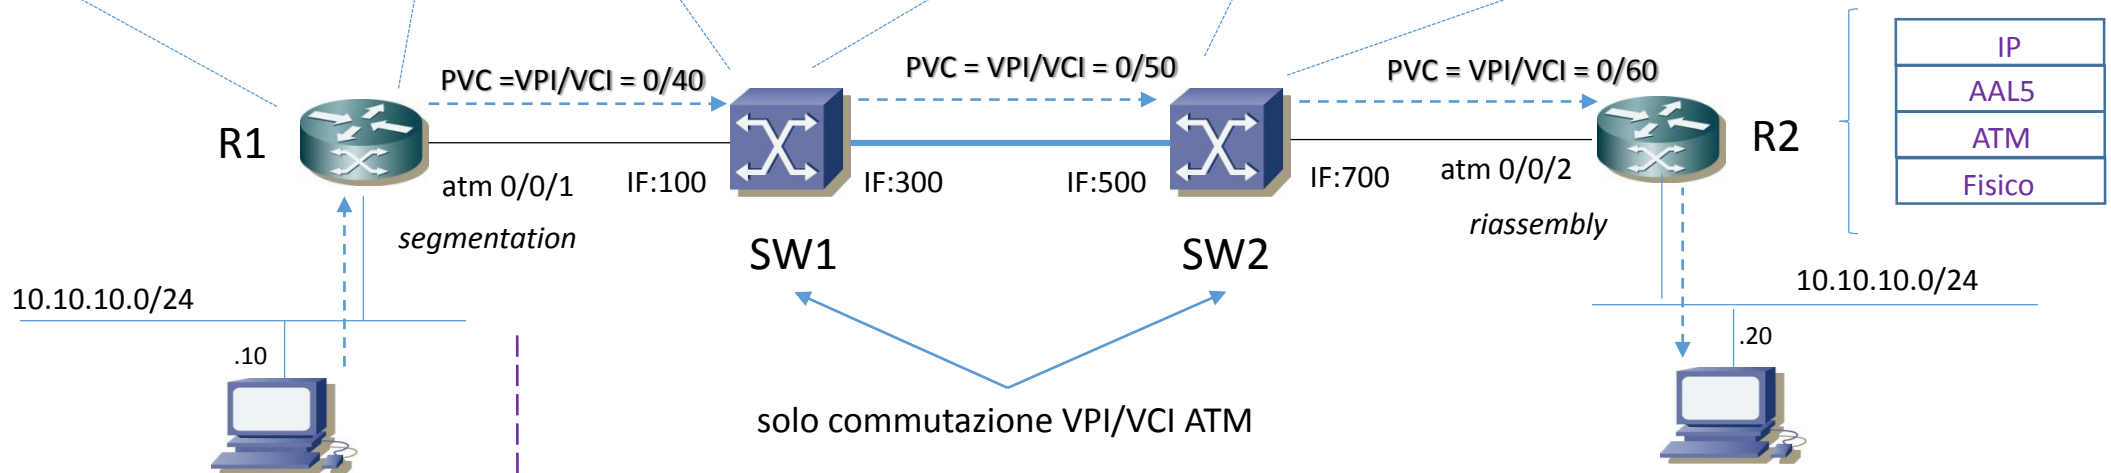 PVC =VPI/VCI = 0/40
PVC = VPI/VCI = 0/50
PVC = VPI/VCI = 0/60
IP
AAL5
ATM
Fisico
R1
R2
atm 0/0/1
IF:100
IF:300
IF:500
IF:700
atm 0/0/2
segmentation
riassembly
SW1
SW2
10.10.10.0/24
10.10.10.0/24
.10
.20
solo commutazione VPI/VCI ATM